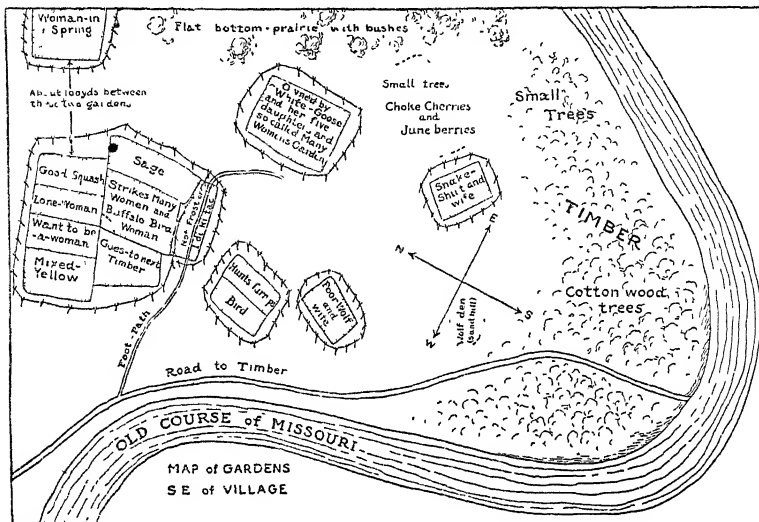 Woman-in
Spring
Flat bottom-prairie with bushes
About 100yds between
these two gardens
Owned by
White-Goose
and her five
daughters and
so called Many
Womens Garden
Small trees
Choke Cherries
and
June berries
Small
Trees
Good Squash
Lone-Woman
Want to be
-a-woman
Mixed-
Yellow
Sage
Strikes Many
Women and
Buffalo Bird
Woman
Goes-to next
Timber
Snake-
Shut and
wife
TIMBER
E
N
S
W
Wolf den
(sand hill)
Cotton wood
trees
Bird
Poor Wolf
and
wife
Foot-Path
Road to Timber
OLD COURSE of MISSOURI
MAP of GARDENS
S E of VILLAGE